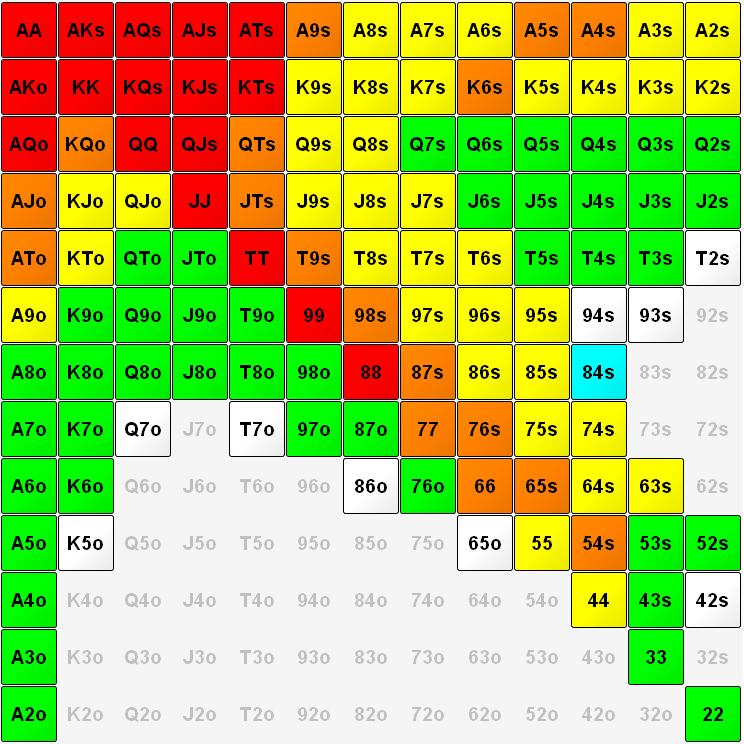 AA AKs AQs AJs ATs A9s A8s A7s A6s A5s A4s A3s A2s
AKo KK KQs KJs KTs K9s K8s K7s K6s K5s K4s K3s K2s
AQo KQo QQ QJs QTs Q9s Q8s Q7s Q6s Q5s Q4s Q3s Q2s
AJo KJo QJo JJ JTs J9s J8s J7s J6s J5s J4s J3s J2s
ATo KTo QTo JTo TT T9s T8s T7s T6s T5s T4s T3s T2s
A9o K9o Q9o J9o T9o 99 98s 97s 96s 95s 94s 93s 92s
A8o K8o Q8o J8o T8o 98o 88 87s 86s 85s 84s 83s 82s
A7o K7o Q7o J7o T7o 97o 87o 77 76s 75s 74s 73s 72s
A6o K6o Q6o J6o T6o 96o 86o 76o 66 65s 64s 63s 62s
A5o K5o Q5o J5o T5o 95o 85o 75o 65o 55 54s 53s 52s
A4o K4o Q4o J4o T4o 94o 84o 74o 64o 54o 44 43s 42s
A3o K3o Q3o J3o T3o 93o 83o 73o 63o 53o 43o 33 32s
A2o K2o Q2o J2o T2o 92o 82o 72o 62o 52o 42o 32o 22